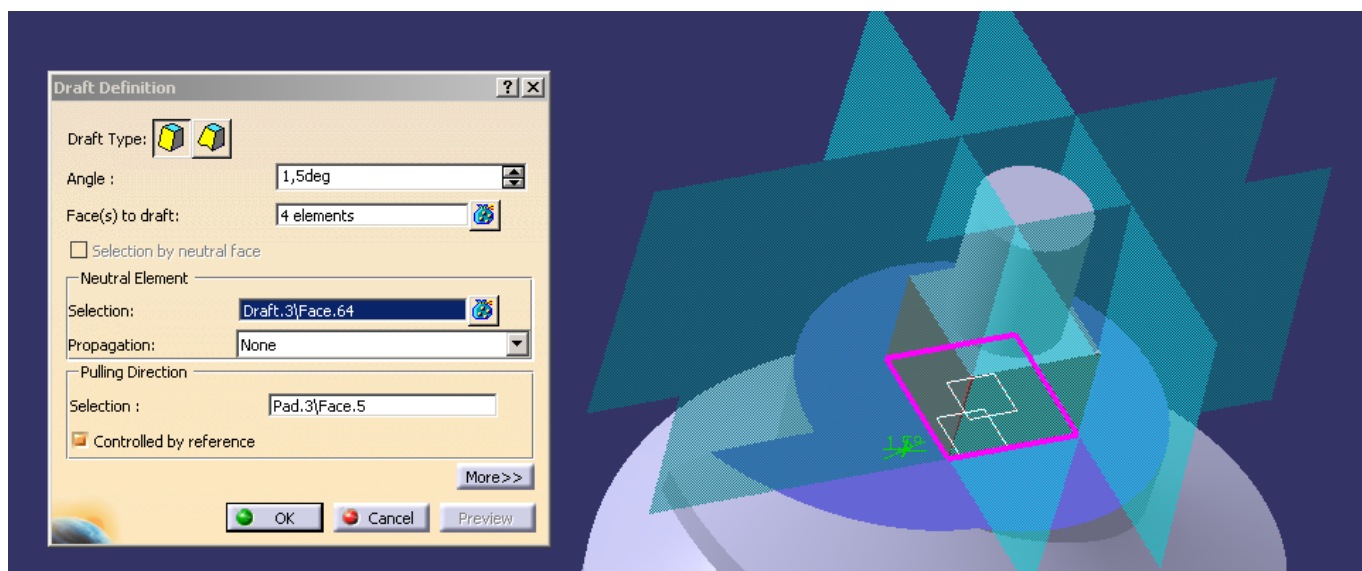 Draft Definition
Draft Type:
Angle : 1,5deg
Face(s) to draft: 4 elements
Selection by neutral face
Neutral Element
Selection: Draft.3\Face.64
Propagation: None
Pulling Direction
Selection : Pad.3\Face.5
Controlled by reference
More>>
OK Cancel Preview